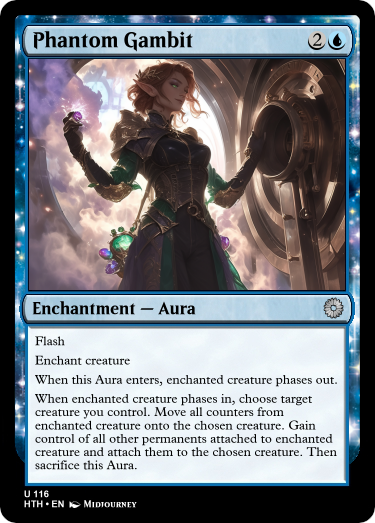 Phantom Gambit 2
Enchantment — Aura
Flash
Enchant creature
When this Aura enters, enchanted creature phases out.
When enchanted creature phases in, choose target
creature you control. Move all counters from
enchanted creature onto the chosen creature. Gain
control of all other permanents attached to enchanted
creature and attach them to the chosen creature. Then
sacrifice this Aura.
U 116
HTH • EN Midjourney